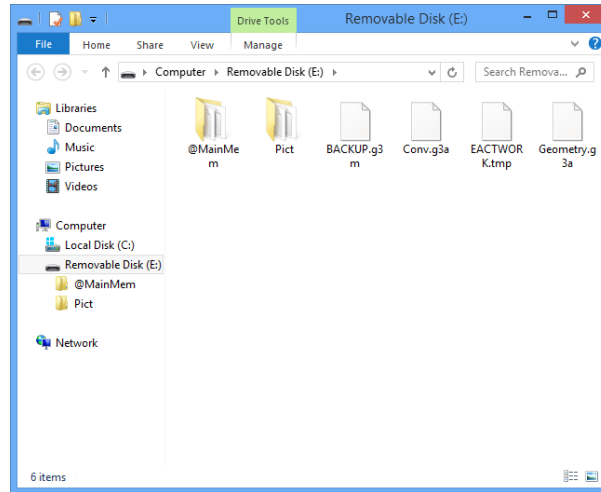 Drive Tools
Removable Disk (E:)
File Home Share View Manage
Computer Removable Disk (E:)
Search Remova...
Libraries
Documents
Music
Pictures
Videos
Computer
Local Disk (C:)
Removable Disk (E:)
@MainMem
Pict
Network
@MainMe
m
Pict
BACKUP.g3
m
Conv.g3a
EACTWOR
K.tmp
Geometry.g
3a
6 items